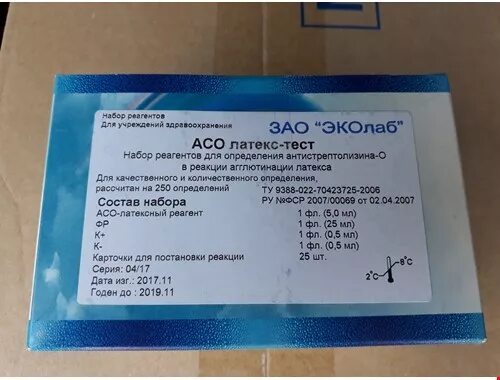 Набор реагентов
Для учреждений здравоохранения
ЗАО "ЭКОлаб"
АСО латекс-тест
Набор реагентов для определения антистрептолизина-О
в реакции агглютинации латекса
Для качественного и количественного определения,
рассчитан на 250 определений
ТУ 9388-022-70423725-2006
РУ №ФСР 2007/00069 от 02.04.2007
Состав набора
АСО-латексный реагент 1 фл. (5,0 мл)
ФР 1 фл. (25 мл)
К+ 1 фл. (0,5 мл)
К- 1 фл. (0,5 мл)
Карточки для постановки реакции 25 шт.
Серия: 04/17
Дата изг.: 2017.11
Годен до : 2019.11
2°C 8°C